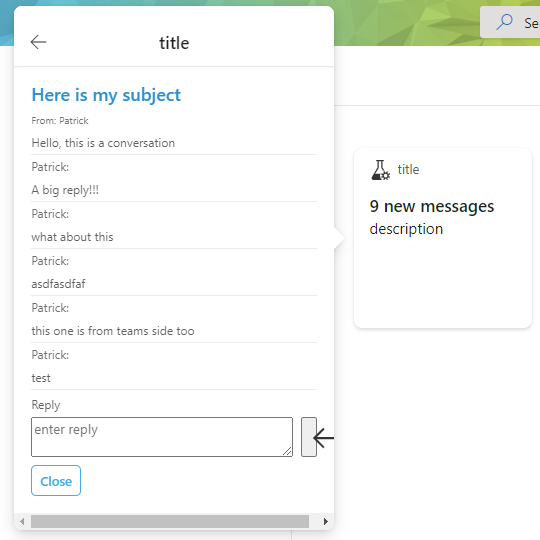 title
Here is my subject
From: Patrick
Hello, this is a conversation
Patrick:
A big reply!!!
Patrick:
what about this
Patrick:
asdfasdfaf
Patrick:
this one is from teams side too
Patrick:
test
Reply
enter reply
Close
Se
title
9 new messages
description